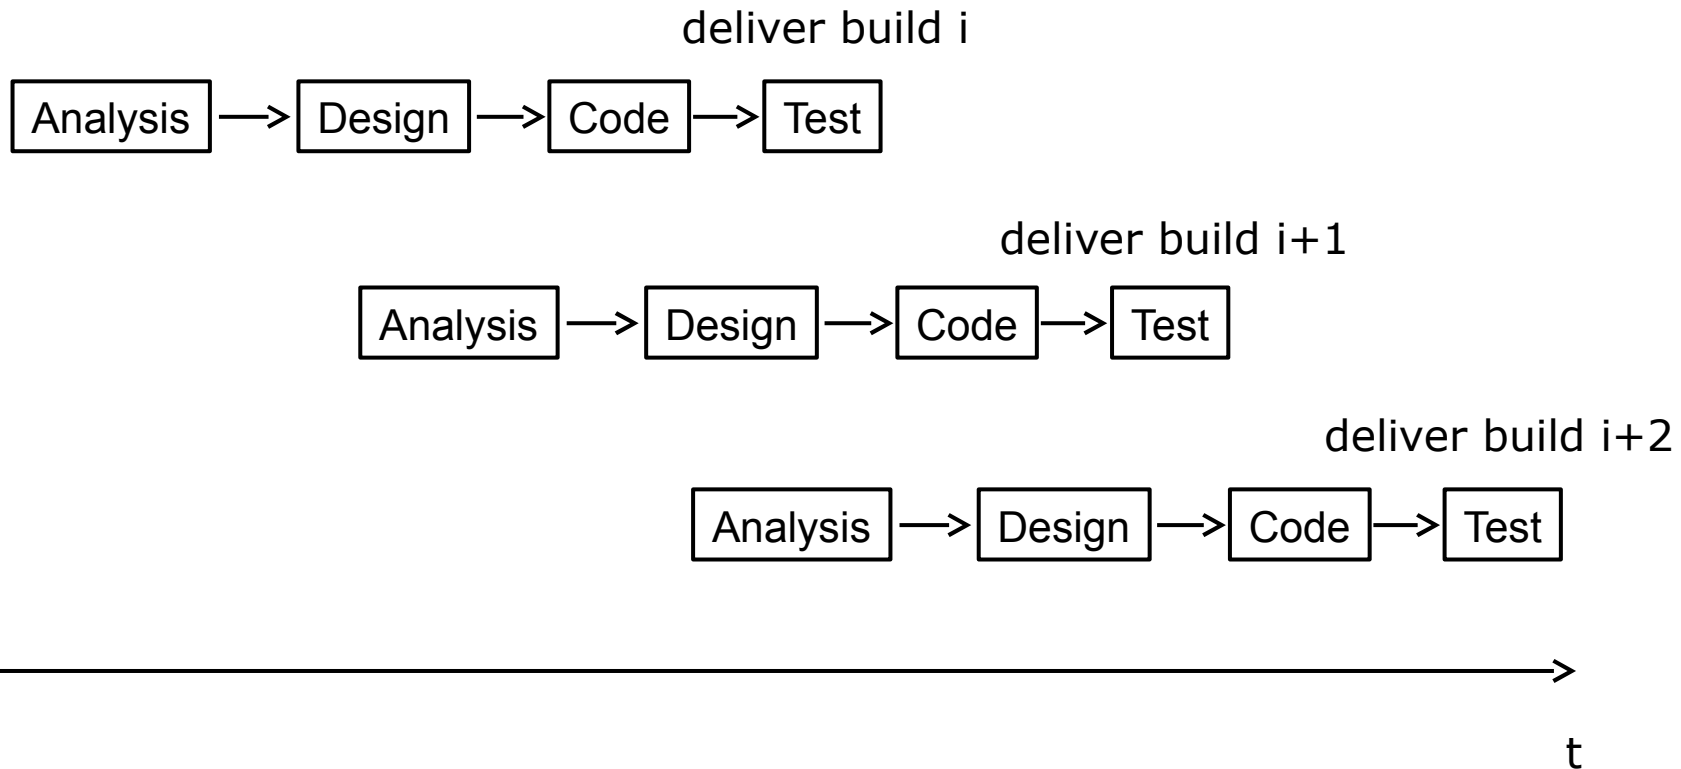 deliver build i
Analysis Design Code Test
deliver build i+1
Analysis Design Code Test
deliver build i+2
Analysis Design Code Test
t